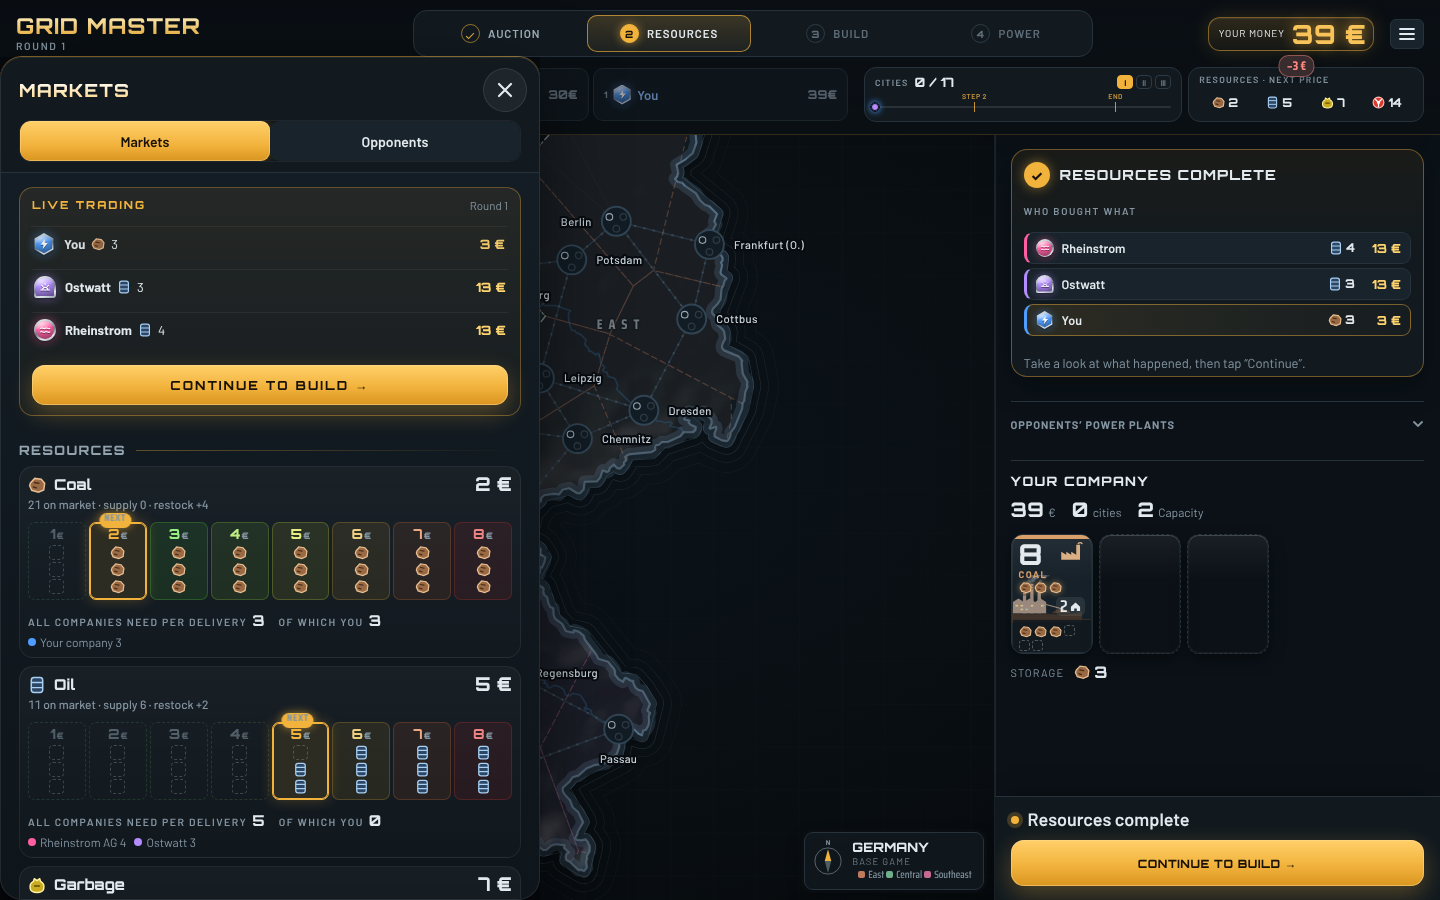 GRID MASTER
ROUND 1
AUCTION
2 RESOURCES
3 BUILD
4 POWER
YOUR MONEY 39 €
-3 €
30€
1 You 39€
CITIES 0 / 17
I II III
STEP 2
END
RESOURCES · NEXT PRICE
2 5 7 14
MARKETS
Markets
Opponents
LIVE TRADING
Round 1
You 3 3 €
Ostwatt 3 13 €
Rheinstrom 4 13 €
CONTINUE TO BUILD →
RESOURCES
Coal 2 €
21 on market · supply 0 · restock +4
NEXT
1€ 2€ 3€ 4€ 5€ 6€ 7€ 8€
ALL COMPANIES NEED PER DELIVERY 3 OF WHICH YOU 3
Your company 3
Oil 5 €
11 on market · supply 6 · restock +2
NEXT
1€ 2€ 3€ 4€ 5€ 6€ 7€ 8€
ALL COMPANIES NEED PER DELIVERY 5 OF WHICH YOU 0
Rheinstrom AG 4 Ostwatt 3
Garbage 7 €
Berlin
Frankfurt (O.)
Potsdam
rg
EAST
Cottbus
Leipzig
Dresden
Chemnitz
Regensburg
Passau
N
GERMANY
BASE GAME
East Central Southeast
RESOURCES COMPLETE
WHO BOUGHT WHAT
Rheinstrom 4 13 €
Ostwatt 3 13 €
You 3 3 €
Take a look at what happened, then tap “Continue”.
OPPONENTS’ POWER PLANTS
YOUR COMPANY
39 € 0 cities 2 Capacity
8
COAL
2
STORAGE 3
Resources complete
CONTINUE TO BUILD →